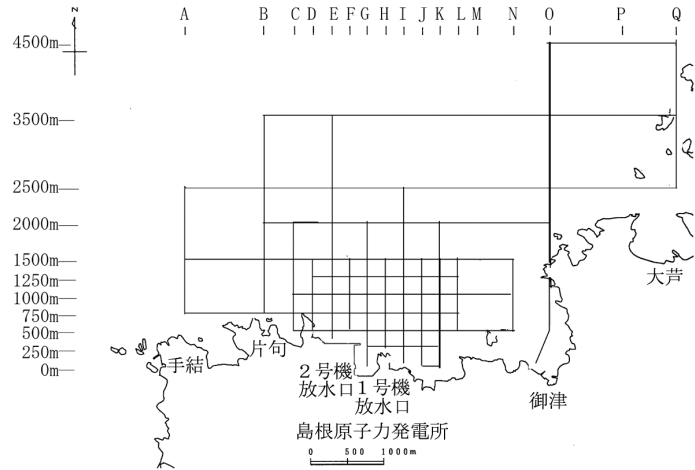 A B C D E F G H I J K L M N O P Q
N
4500m
3500m
2500m
2000m
1500m
1250m
1000m
750m
500m
250m
0m
大芦
片句
手結
2号機
放水口
1号機
放水口
御津
島根原子力発電所
0 500 1000m